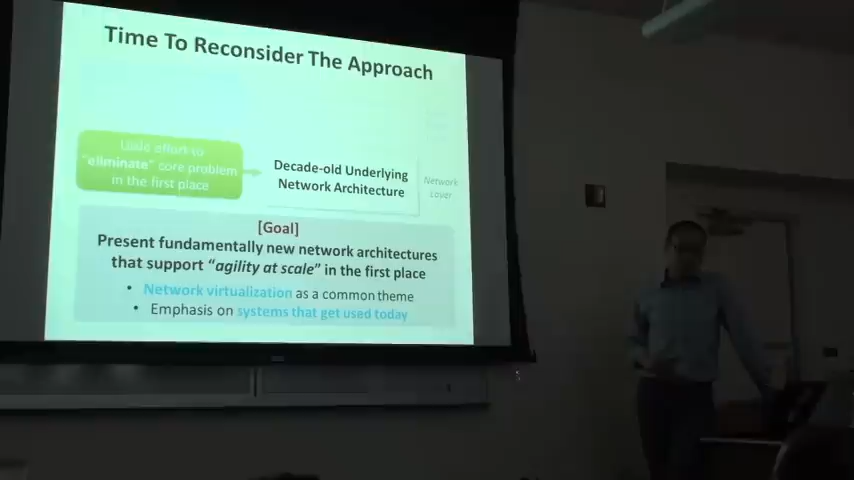 Time To Reconsider The Approach
Little effort to
"eliminate" core problem
in the first place
Decade-old Underlying
Network Architecture
Network
Layer
[Goal]
Present fundamentally new network architectures
that support "agility at scale" in the first place
• Network virtualization as a common theme
• Emphasis on systems that get used today